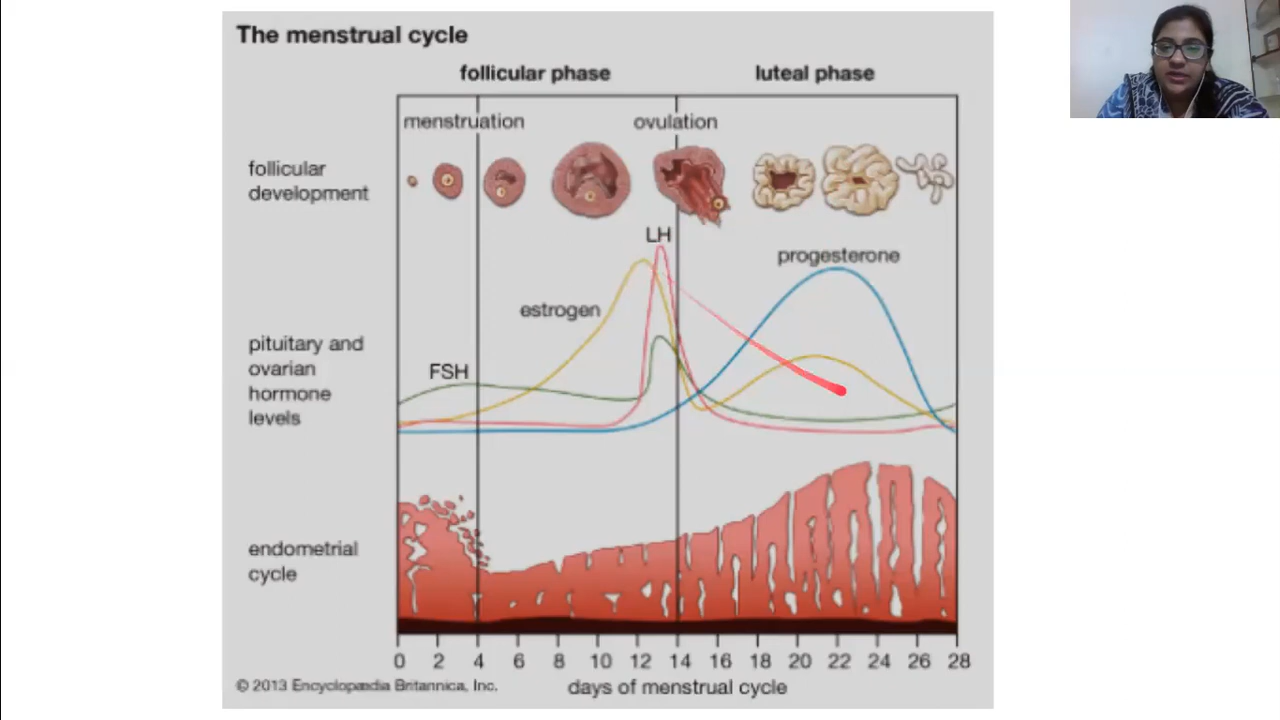 The menstrual cycle
follicular phase
luteal phase
menstruation
ovulation
follicular
development
LH
progesterone
estrogen
pituitary and
ovarian
hormone
levels
FSH
endometrial
cycle
0 2 4 6 8 10 12 14 16 18 20 22 24 26 28
days of menstrual cycle
© 2013 Encyclopædia Britannica, Inc.